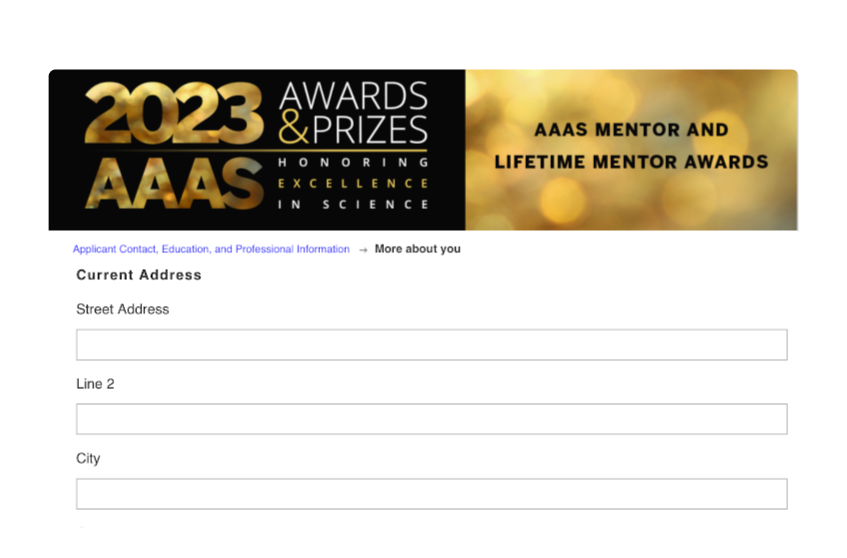 2023
AAAS
AWARDS
&PRIZES
HONORING
EXCELLENCE
IN SCIENCE
AAAS MENTOR AND
LIFETIME MENTOR AWARDS
Applicant Contact, Education, and Professional Information → More about you
Current Address
Street Address
Line 2
City